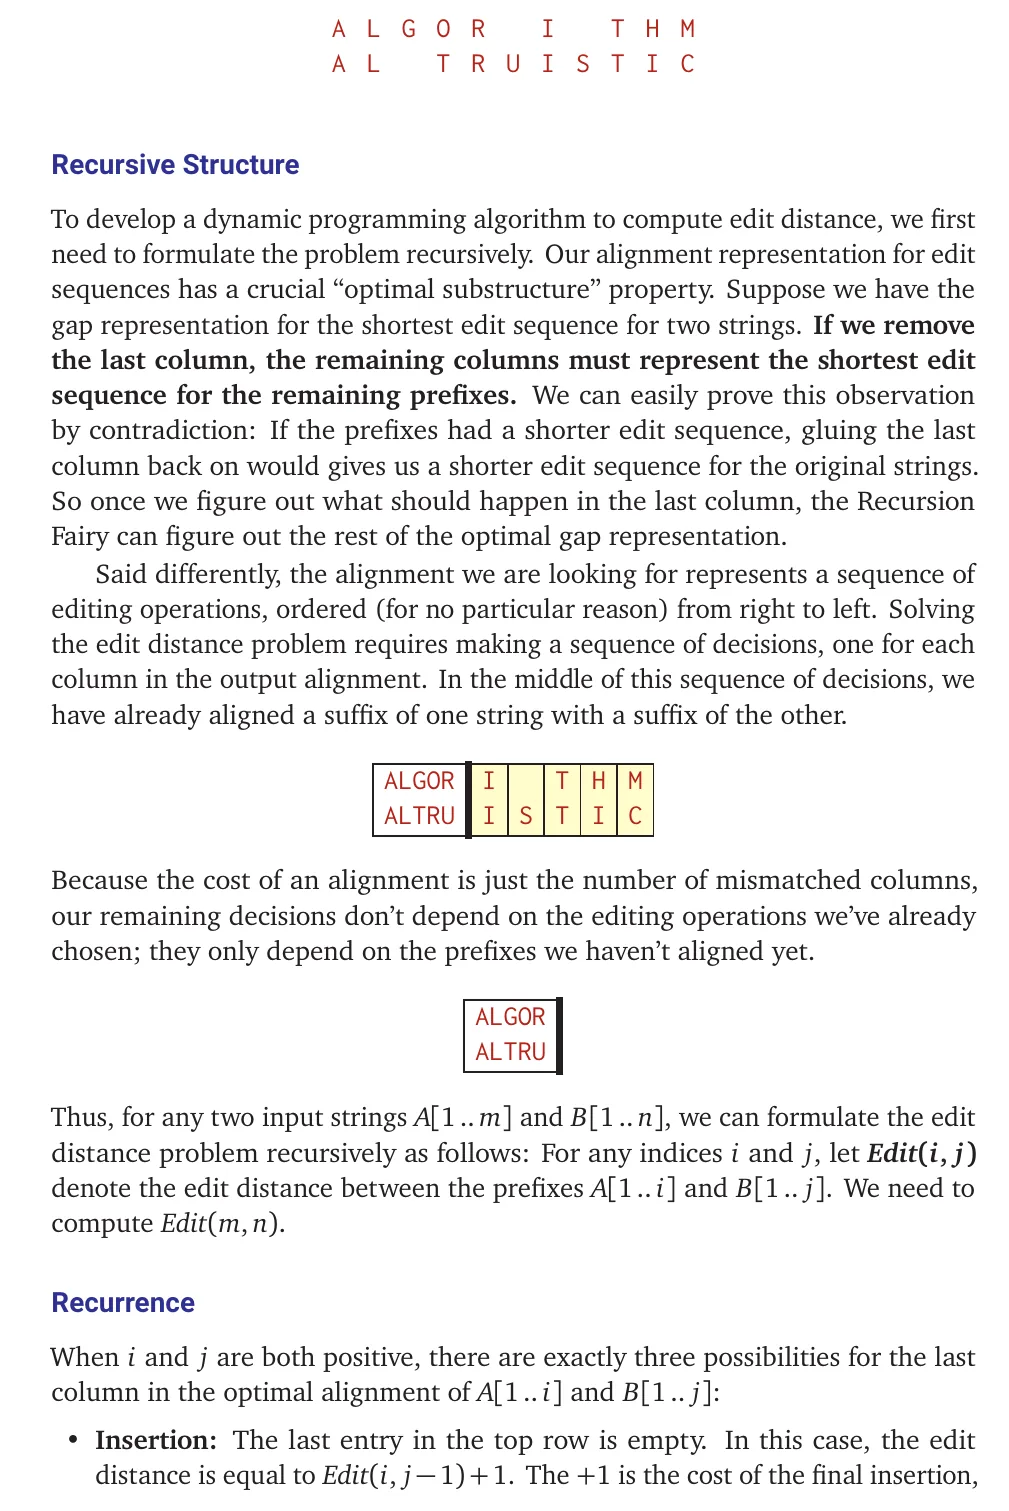 A L G O R I T H M
A L T R U I S T I C
Recursive Structure
To develop a dynamic programming algorithm to compute edit distance, we first
need to formulate the problem recursively. Our alignment representation for edit
sequences has a crucial “optimal substructure” property. Suppose we have the
gap representation for the shortest edit sequence for two strings. If we remove
the last column, the remaining columns must represent the shortest edit
sequence for the remaining prefixes. We can easily prove this observation
by contradiction: If the prefixes had a shorter edit sequence, gluing the last
column back on would gives us a shorter edit sequence for the original strings.
So once we figure out what should happen in the last column, the Recursion
Fairy can figure out the rest of the optimal gap representation.
Said differently, the alignment we are looking for represents a sequence of
editing operations, ordered (for no particular reason) from right to left. Solving
the edit distance problem requires making a sequence of decisions, one for each
column in the output alignment. In the middle of this sequence of decisions, we
have already aligned a suffix of one string with a suffix of the other.
ALGOR I T H M
ALTRU I S T I C
Because the cost of an alignment is just the number of mismatched columns,
our remaining decisions don’t depend on the editing operations we’ve already
chosen; they only depend on the prefixes we haven’t aligned yet.
ALGOR
ALTRU
Thus, for any two input strings A[1 .. m] and B[1 .. n], we can formulate the edit
distance problem recursively as follows: For any indices i and j, let Edit(i, j)
denote the edit distance between the prefixes A[1 .. i] and B[1 .. j]. We need to
compute Edit(m, n).
Recurrence
When i and j are both positive, there are exactly three possibilities for the last
column in the optimal alignment of A[1 .. i] and B[1 .. j]:
• Insertion: The last entry in the top row is empty. In this case, the edit
distance is equal to Edit(i, j − 1) + 1. The +1 is the cost of the final insertion,